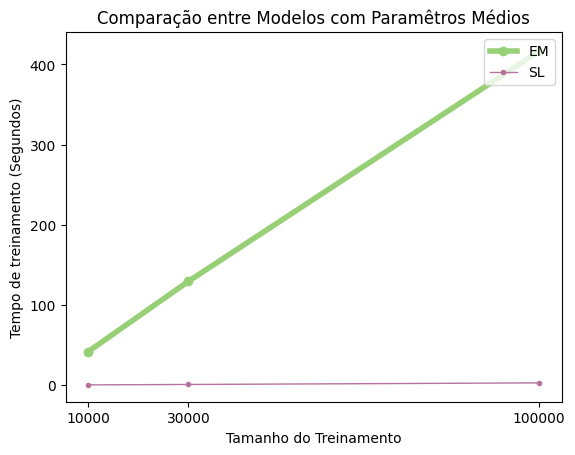 Comparação entre Modelos com Paramêtros Médios
EM
SL
Tempo de treinamento (Segundos)
400
300
200
100
0
10000 30000 100000
Tamanho do Treinamento